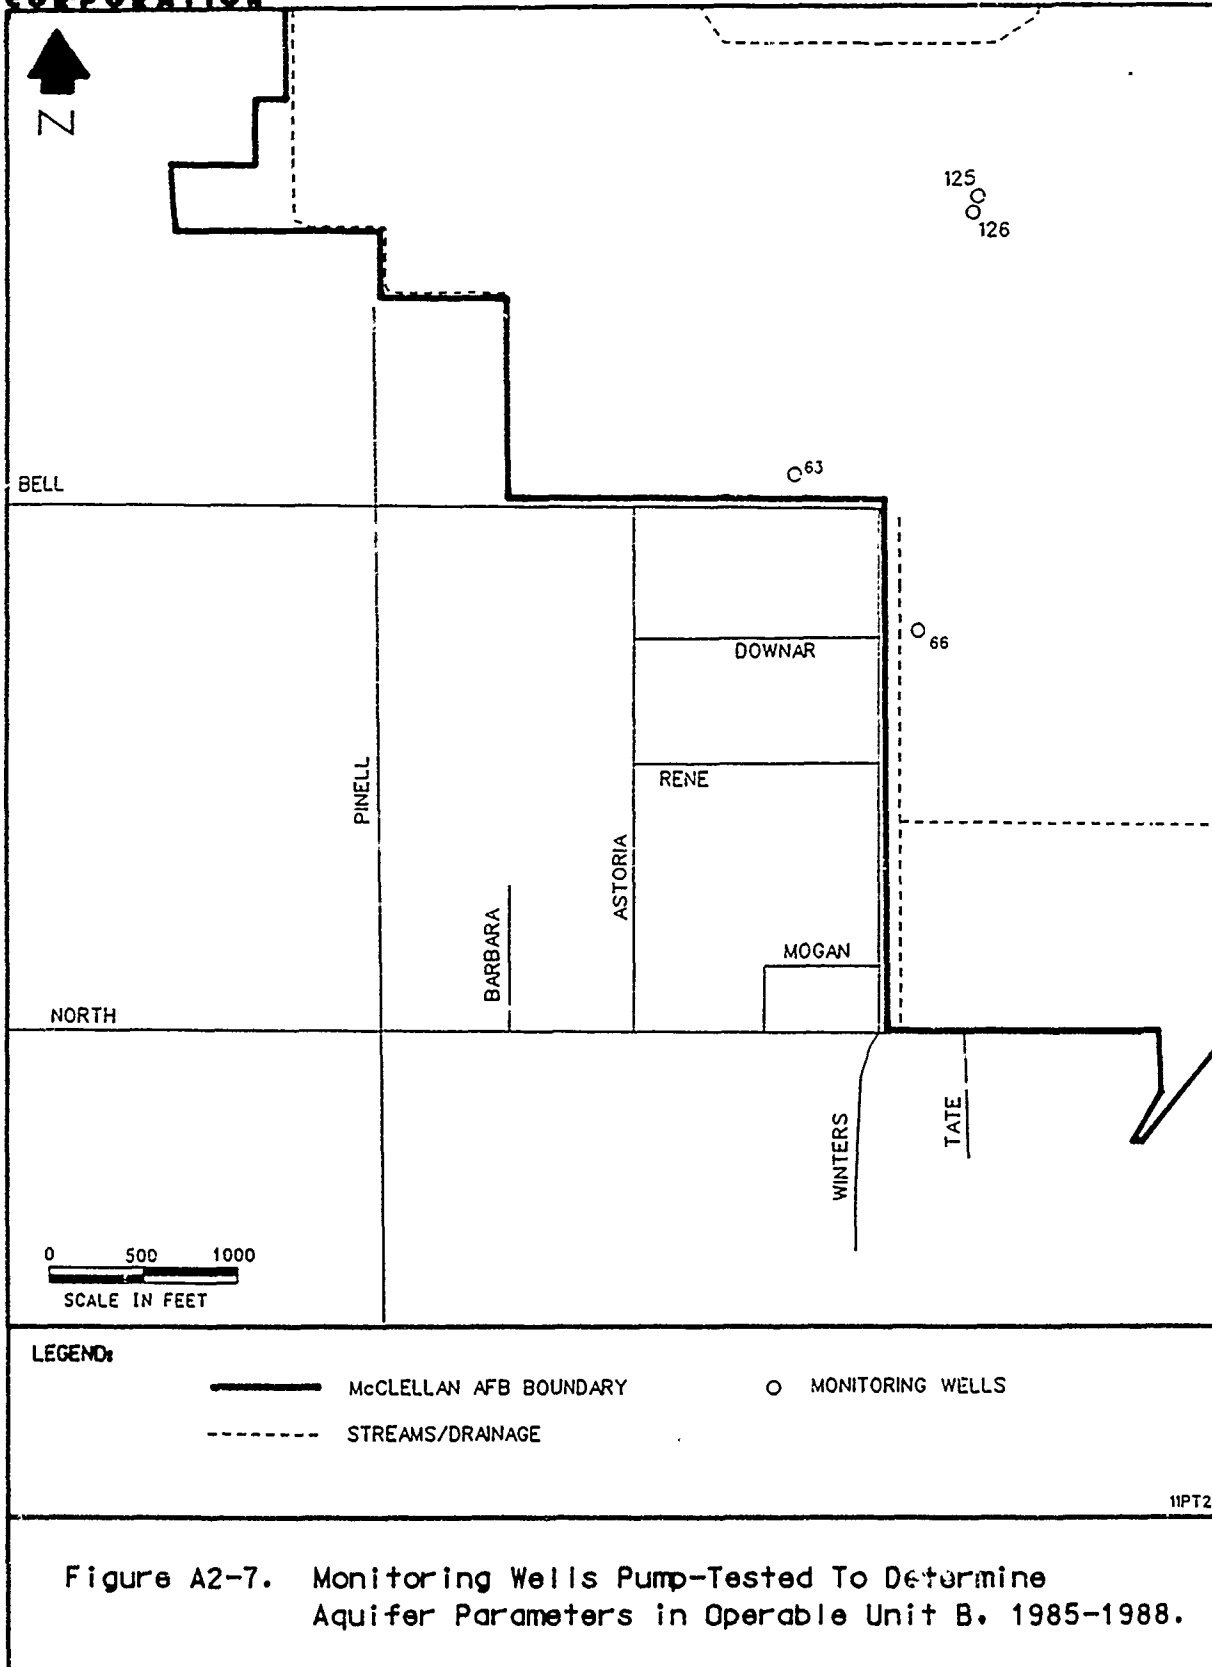 CORPORATION
N
125
126
63
BELL
66
DOWNAR
PINELL
RENE
ASTORIA
BARBARA
MOGAN
NORTH
WINTERS
TATE
0 500 1000
SCALE IN FEET
LEGEND:
McCLELLAN AFB BOUNDARY
MONITORING WELLS
STREAMS/DRAINAGE
11PT2
Figure A2-7. Monitoring Wells Pump-Tested To Determine
Aquifer Parameters in Operable Unit B. 1985-1988.